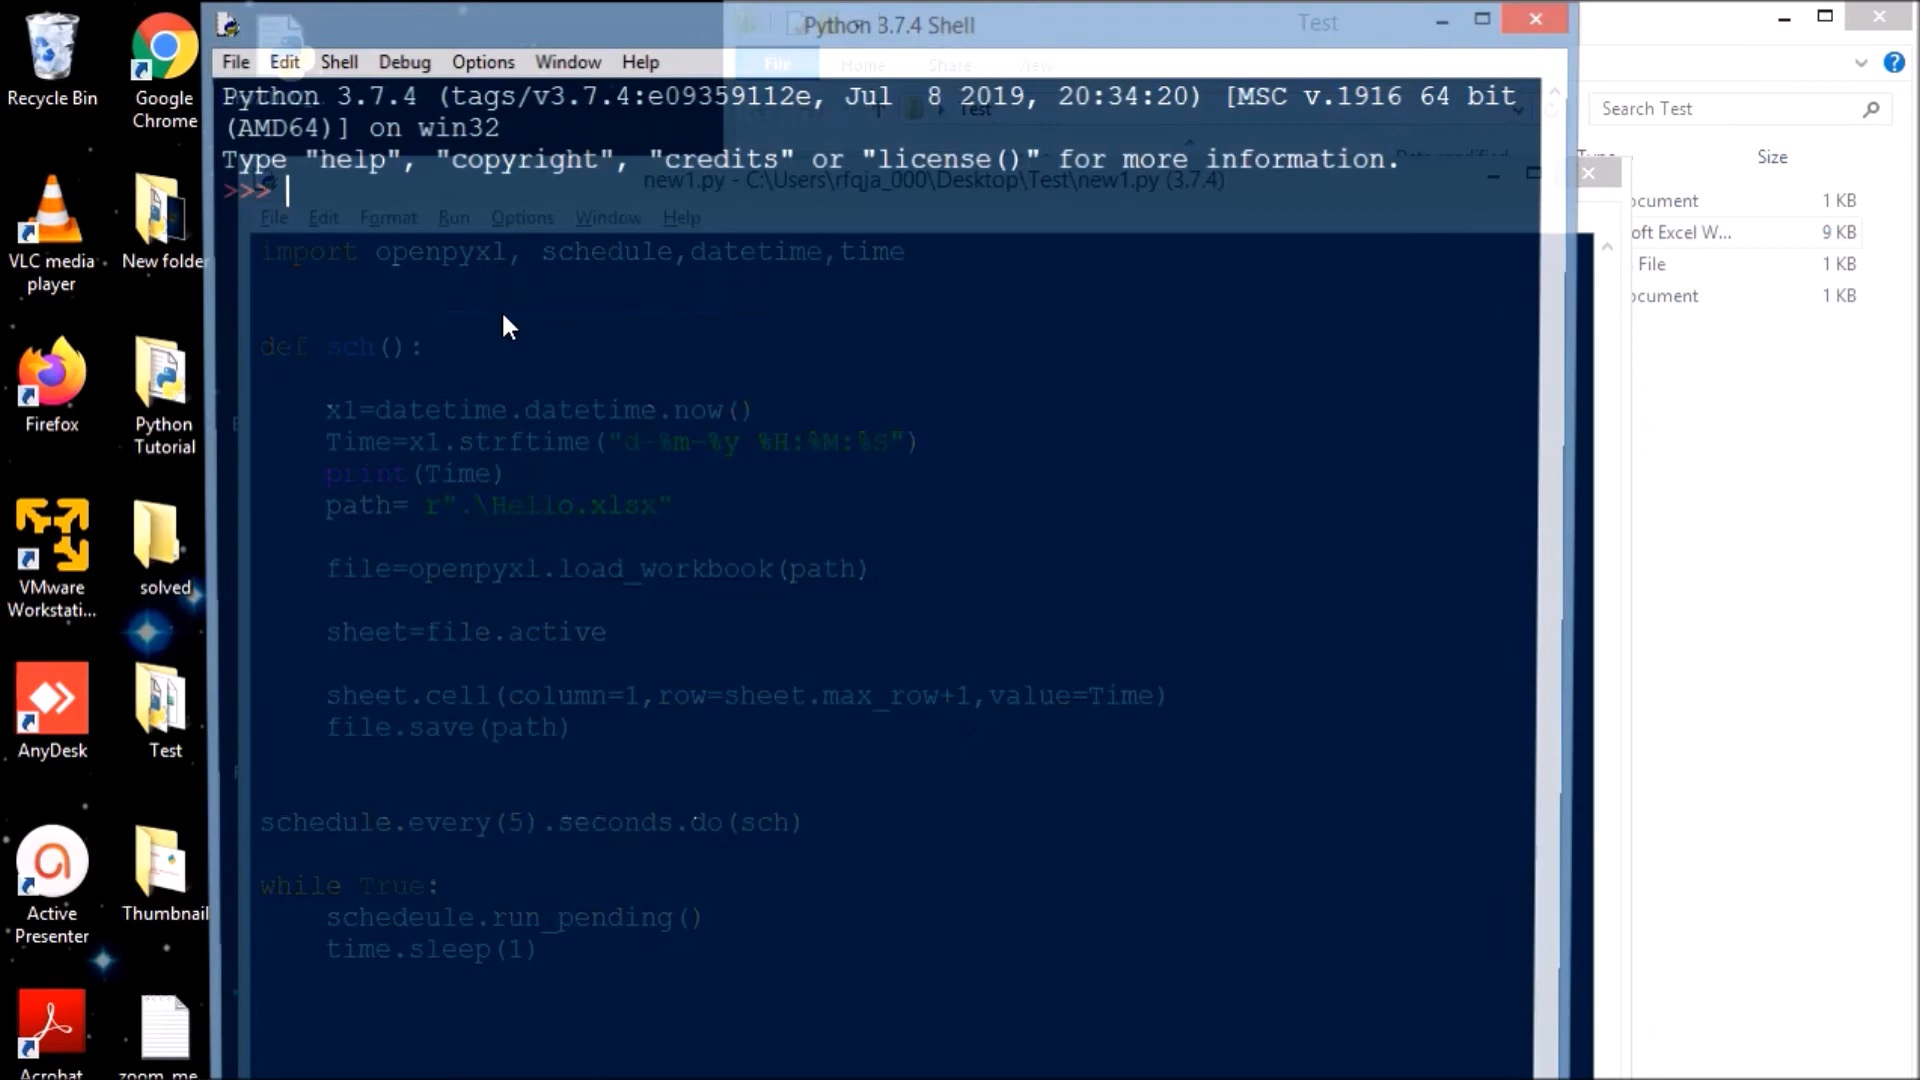 Python 3.7.4 Shell
Test
File Edit Shell Debug Options Window Help
File Home Share View
Python 3.7.4 (tags/v3.7.4:e09359112e, Jul 8 2019, 20:34:20) [MSC v.1916 64 bit
(AMD64)] on win32
Type "help", "copyright", "credits" or "license()" for more information.
>>>
Test
Search Test
Date modified
Type
Size
ocument 1 KB
oft Excel W... 9 KB
File 1 KB
ocument 1 KB
new1.py - C:\Users\rfqja_000\Desktop\Test\new1.py (3.7.4)
File Edit Format Run Options Window Help
import openpyxl, schedule,datetime,time
def sch():
x1=datetime.datetime.now()
Time=x1.strftime("d-%m-%y %H:%M:%S")
print(Time)
path= r".\Hello.xlsx"
file=openpyxl.load_workbook(path)
sheet=file.active
sheet.cell(column=1,row=sheet.max_row+1,value=Time)
file.save(path)
schedule.every(5).seconds.do(sch)
while True:
schedeule.run_pending()
time.sleep(1)
Recycle Bin
Google
Chrome
VLC media
player
New folder
Firefox
Python
Tutorial
VMware
Workstati...
solved
AnyDesk
Test
Active
Presenter
Thumbnail
Acrobat
zoom_me